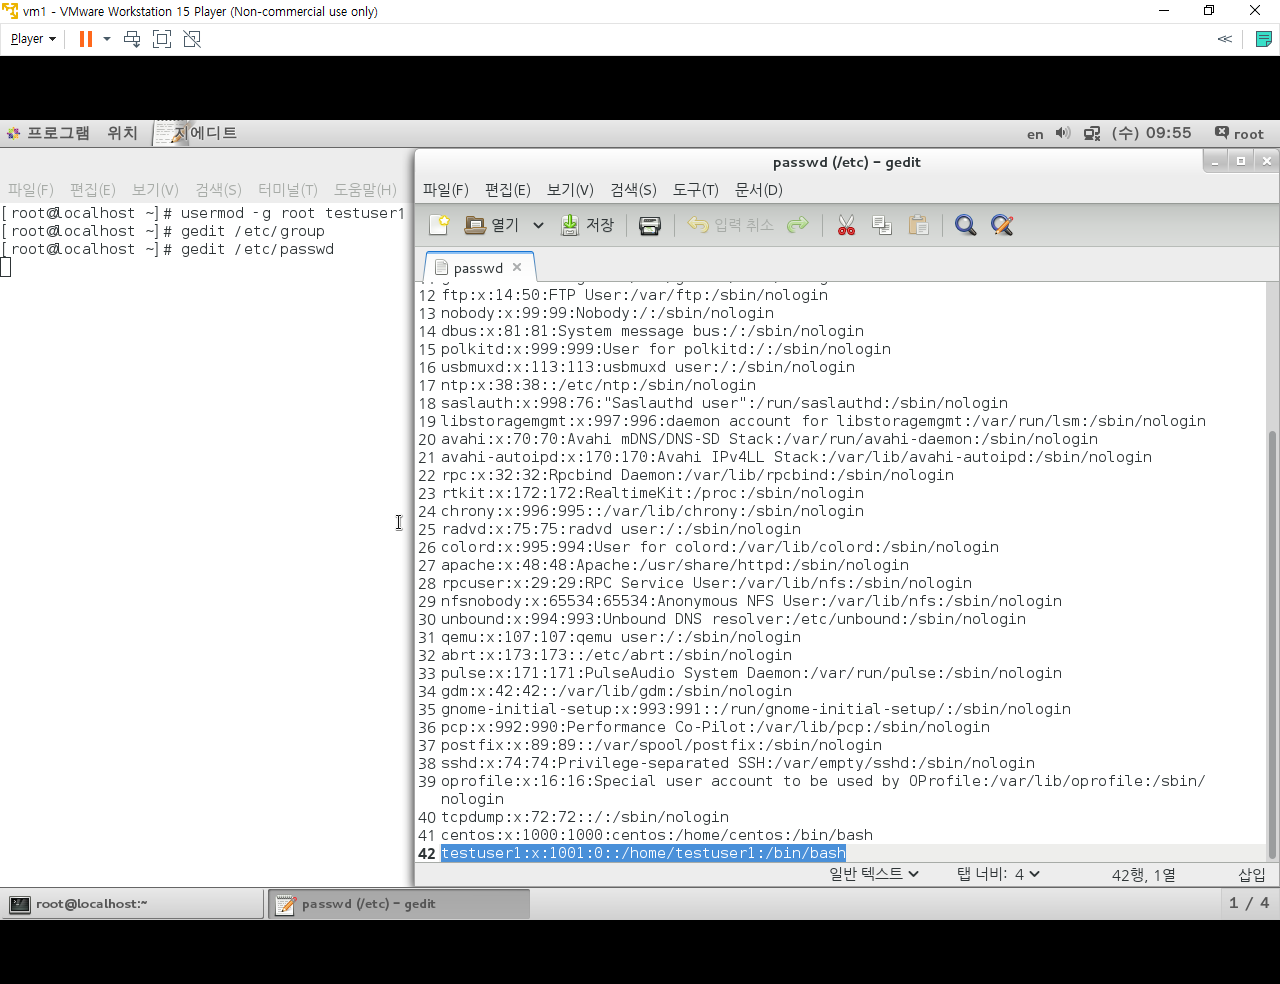 vm1 - VMware Workstation 15 Player (Non-commercial use only)
Player
프로그램 위치 지에디트
en (수) 09:55 root
파일(F) 편집(E) 보기(V) 검색(S) 터미널(T) 도움말(H)
[root@localhost ~]# usermod -g root testuser1
[root@localhost ~]# gedit /etc/group
[root@localhost ~]# gedit /etc/passwd
passwd (/etc) - gedit
파일(F) 편집(E) 보기(V) 검색(S) 도구(T) 문서(D)
열기 저장 입력 취소
passwd
12 ftp:x:14:50:FTP User:/var/ftp:/sbin/nologin
13 nobody:x:99:99:Nobody:/:/sbin/nologin
14 dbus:x:81:81:System message bus:/:/sbin/nologin
15 polkitd:x:999:999:User for polkitd:/:/sbin/nologin
16 usbmuxd:x:113:113:usbmuxd user:/:/sbin/nologin
17 ntp:x:38:38::/etc/ntp:/sbin/nologin
18 saslauth:x:998:76:"Saslauthd user":/run/saslauthd:/sbin/nologin
19 libstoragemgmt:x:997:996:daemon account for libstoragemgmt:/var/run/lsm:/sbin/nologin
20 avahi:x:70:70:Avahi mDNS/DNS-SD Stack:/var/run/avahi-daemon:/sbin/nologin
21 avahi-autoipd:x:170:170:Avahi IPv4LL Stack:/var/lib/avahi-autoipd:/sbin/nologin
22 rpc:x:32:32:Rpcbind Daemon:/var/lib/rpcbind:/sbin/nologin
23 rtkit:x:172:172:RealtimeKit:/proc:/sbin/nologin
24 chrony:x:996:995::/var/lib/chrony:/sbin/nologin
25 radvd:x:75:75:radvd user:/:/sbin/nologin
26 colord:x:995:994:User for colord:/var/lib/colord:/sbin/nologin
27 apache:x:48:48:Apache:/usr/share/httpd:/sbin/nologin
28 rpcuser:x:29:29:RPC Service User:/var/lib/nfs:/sbin/nologin
29 nfsnobody:x:65534:65534:Anonymous NFS User:/var/lib/nfs:/sbin/nologin
30 unbound:x:994:993:Unbound DNS resolver:/etc/unbound:/sbin/nologin
31 qemu:x:107:107:qemu user:/:/sbin/nologin
32 abrt:x:173:173::/etc/abrt:/sbin/nologin
33 pulse:x:171:171:PulseAudio System Daemon:/var/run/pulse:/sbin/nologin
34 gdm:x:42:42::/var/lib/gdm:/sbin/nologin
35 gnome-initial-setup:x:993:991::/run/gnome-initial-setup/:/sbin/nologin
36 pcp:x:992:990:Performance Co-Pilot:/var/lib/pcp:/sbin/nologin
37 postfix:x:89:89::/var/spool/postfix:/sbin/nologin
38 sshd:x:74:74:Privilege-separated SSH:/var/empty/sshd:/sbin/nologin
39 oprofile:x:16:16:Special user account to be used by OProfile:/var/lib/oprofile:/sbin/
nologin
40 tcpdump:x:72:72::/:/sbin/nologin
41 centos:x:1000:1000:centos:/home/centos:/bin/bash
42 testuser1:x:1001:0::/home/testuser1:/bin/bash
일반 텍스트 탭 너비: 4 42행, 1열 삽입
root@localhost:~ passwd (/etc) - gedit 1 / 4